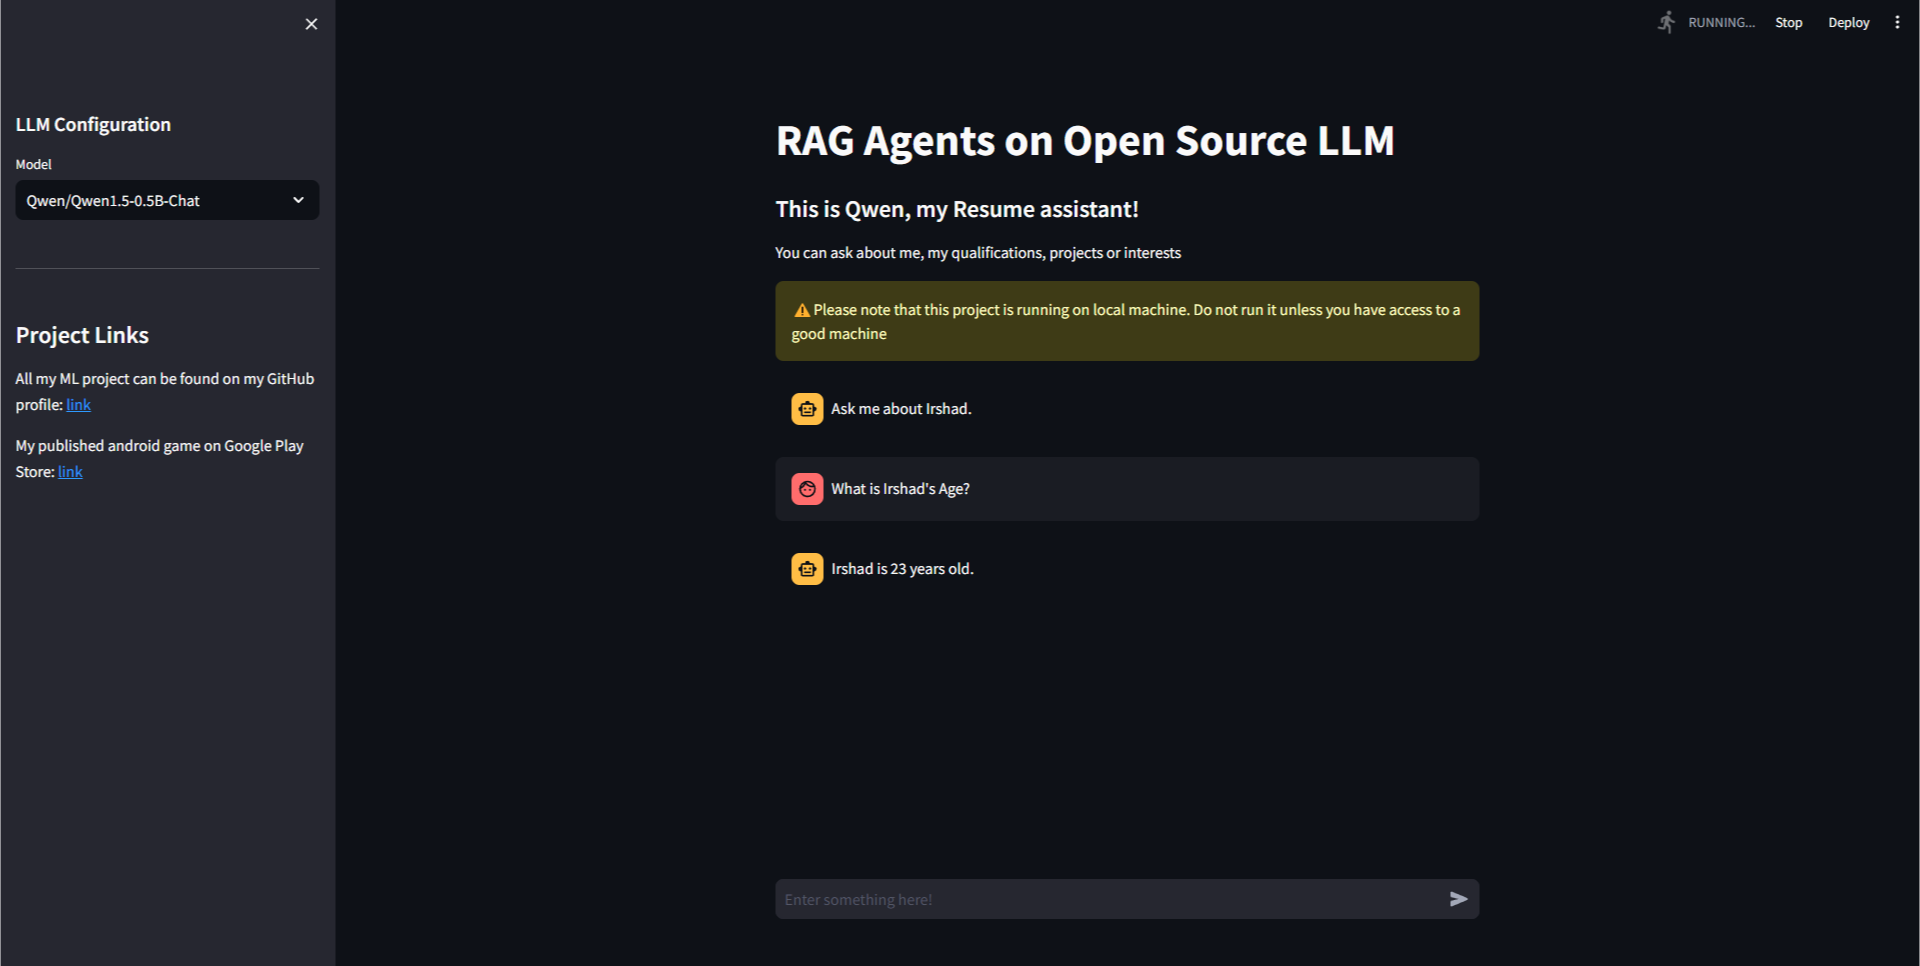 RUNNING...
Stop
Deploy
LLM Configuration
Model
Qwen/Qwen1.5-0.5B-Chat
Project Links
All my ML project can be found on my GitHub
profile: link
My published android game on Google Play
Store: link
RAG Agents on Open Source LLM
This is Qwen, my Resume assistant!
You can ask about me, my qualifications, projects or interests
⚠️ Please note that this project is running on local machine. Do not run it unless you have access to a
good machine
Ask me about Irshad.
What is Irshad's Age?
Irshad is 23 years old.
Enter something here!